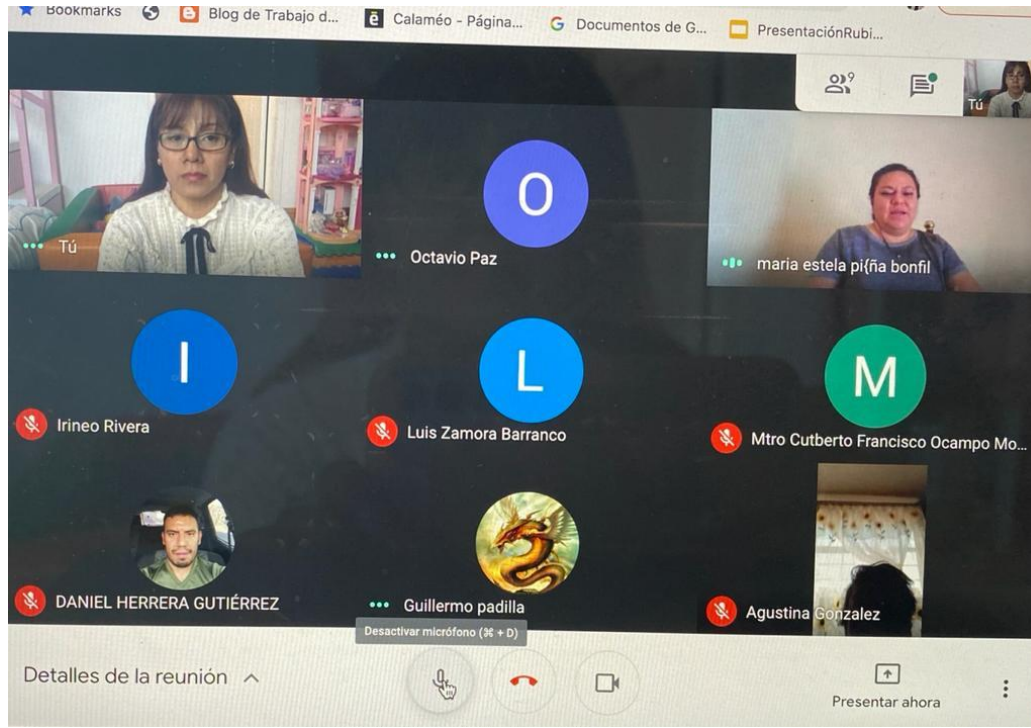 Bookmarks
Blog de Trabajo d...
ë Calaméo - Página...
G Documentos de G...
PresentaciónRubi...
9
Tú
Tú
O
Octavio Paz
maria estela pi{ña bonfil
I
Irineo Rivera
L
Luis Zamora Barranco
M
Mtro Cutberto Francisco Ocampo Mo...
DANIEL HERRERA GUTIÉRREZ
Guillermo padilla
Agustina Gonzalez
Desactivar micrófono (⌘ + D)
Detalles de la reunión
Presentar ahora